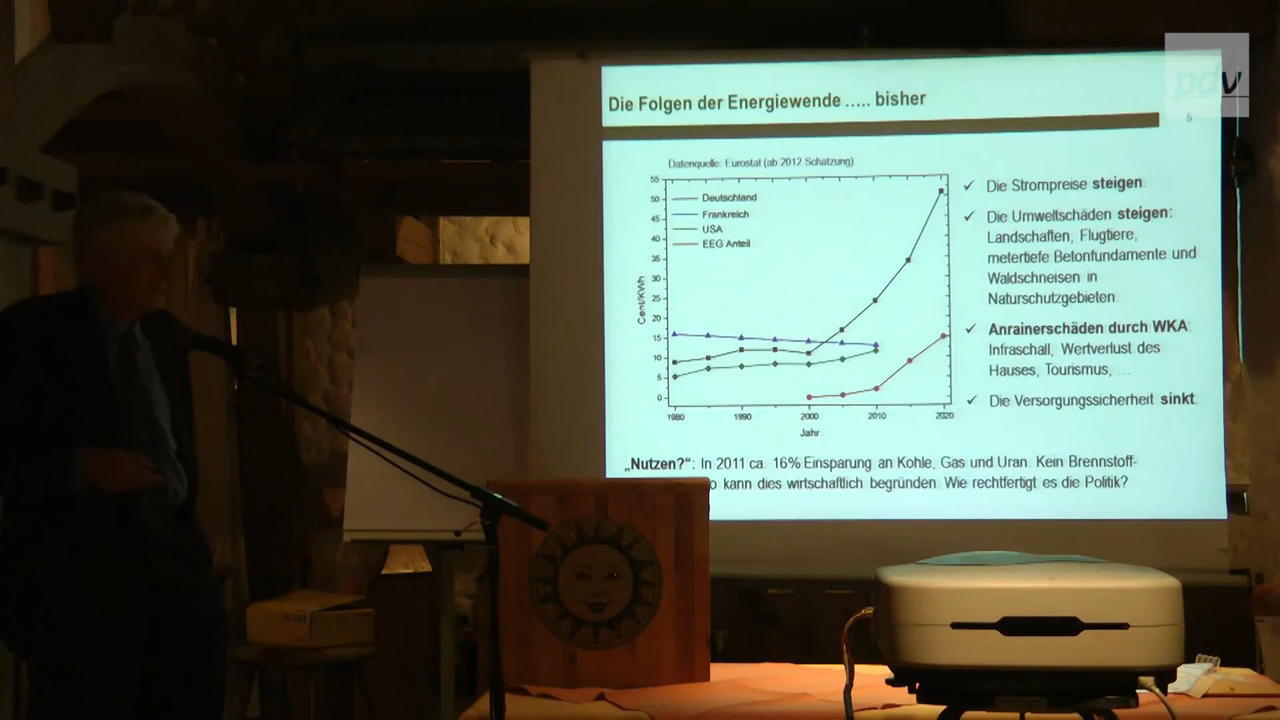 pdv
Die Folgen der Energiewende ..... bisher
6
Datenquelle: Eurostat (ab 2012 Schätzung)
Deutschland
Frankreich
USA
EEG Anteil
Cent/KWh
55
50
45
40
35
30
25
20
15
10
5
0
1980 1990 2000 2010 2020
Jahr
✓ Die Strompreise steigen.
✓ Die Umweltschäden steigen:
Landschaften, Flugtiere,
metertiefe Betonfundamente und
Waldschneisen in
Naturschutzgebieten.
✓ Anrainerschäden durch WKA:
Infraschall, Wertverlust des
Hauses, Tourismus, ...
✓ Die Versorgungssicherheit sinkt.
„Nutzen?“: In 2011 ca. 16% Einsparung an Kohle, Gas und Uran. Kein Brennstoff-
kann dies wirtschaftlich begründen. Wie rechtfertigt es die Politik?